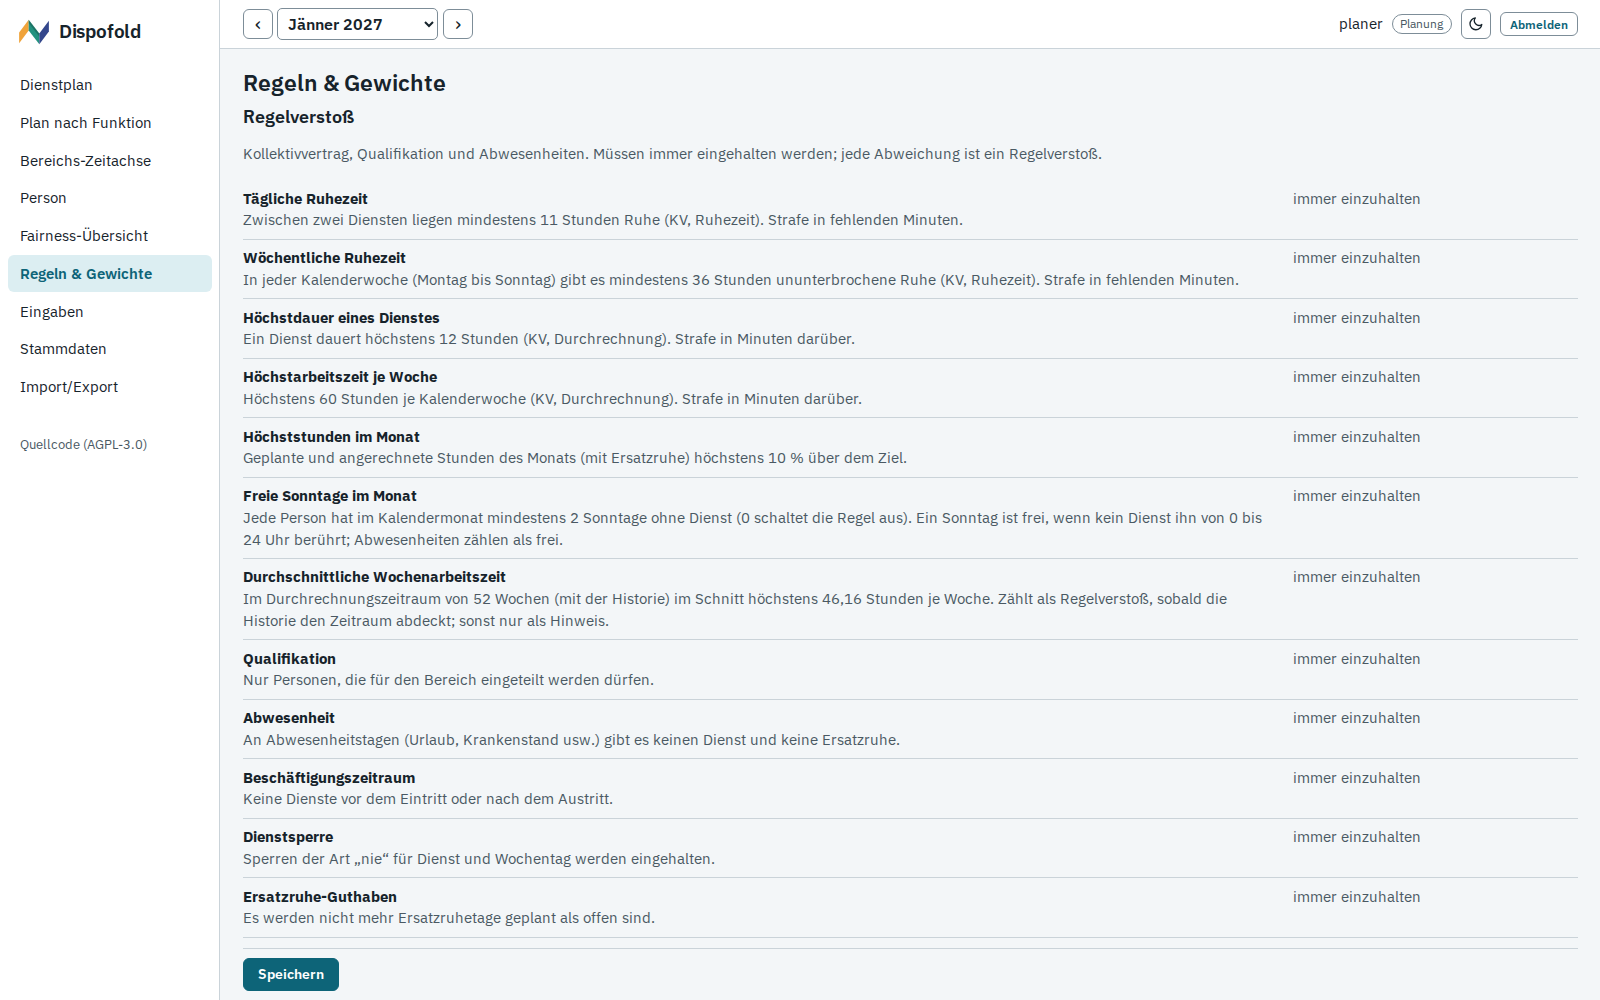 Dispofold
Dienstplan
Plan nach Funktion
Bereichs-Zeitachse
Person
Fairness-Übersicht
Regeln & Gewichte
Eingaben
Stammdaten
Import/Export
Quellcode (AGPL-3.0)
‹ Jänner 2027 ›
planer Planung Abmelden
Regeln & Gewichte
Regelverstoß
Kollektivvertrag, Qualifikation und Abwesenheiten. Müssen immer eingehalten werden; jede Abweichung ist ein Regelverstoß.
Tägliche Ruhezeit immer einzuhalten
Zwischen zwei Diensten liegen mindestens 11 Stunden Ruhe (KV, Ruhezeit). Strafe in fehlenden Minuten.
Wöchentliche Ruhezeit immer einzuhalten
In jeder Kalenderwoche (Montag bis Sonntag) gibt es mindestens 36 Stunden ununterbrochene Ruhe (KV, Ruhezeit). Strafe in fehlenden Minuten.
Höchstdauer eines Dienstes immer einzuhalten
Ein Dienst dauert höchstens 12 Stunden (KV, Durchrechnung). Strafe in Minuten darüber.
Höchstarbeitszeit je Woche immer einzuhalten
Höchstens 60 Stunden je Kalenderwoche (KV, Durchrechnung). Strafe in Minuten darüber.
Höchststunden im Monat immer einzuhalten
Geplante und angerechnete Stunden des Monats (mit Ersatzruhe) höchstens 10 % über dem Ziel.
Freie Sonntage im Monat immer einzuhalten
Jede Person hat im Kalendermonat mindestens 2 Sonntage ohne Dienst (0 schaltet die Regel aus). Ein Sonntag ist frei, wenn kein Dienst ihn von 0 bis
24 Uhr berührt; Abwesenheiten zählen als frei.
Durchschnittliche Wochenarbeitszeit immer einzuhalten
Im Durchrechnungszeitraum von 52 Wochen (mit der Historie) im Schnitt höchstens 46,16 Stunden je Woche. Zählt als Regelverstoß, sobald die
Historie den Zeitraum abdeckt; sonst nur als Hinweis.
Qualifikation immer einzuhalten
Nur Personen, die für den Bereich eingeteilt werden dürfen.
Abwesenheit immer einzuhalten
An Abwesenheitstagen (Urlaub, Krankenstand usw.) gibt es keinen Dienst und keine Ersatzruhe.
Beschäftigungszeitraum immer einzuhalten
Keine Dienste vor dem Eintritt oder nach dem Austritt.
Dienstsperre immer einzuhalten
Sperren der Art „nie“ für Dienst und Wochentag werden eingehalten.
Ersatzruhe-Guthaben immer einzuhalten
Es werden nicht mehr Ersatzruhetage geplant als offen sind.
Speichern